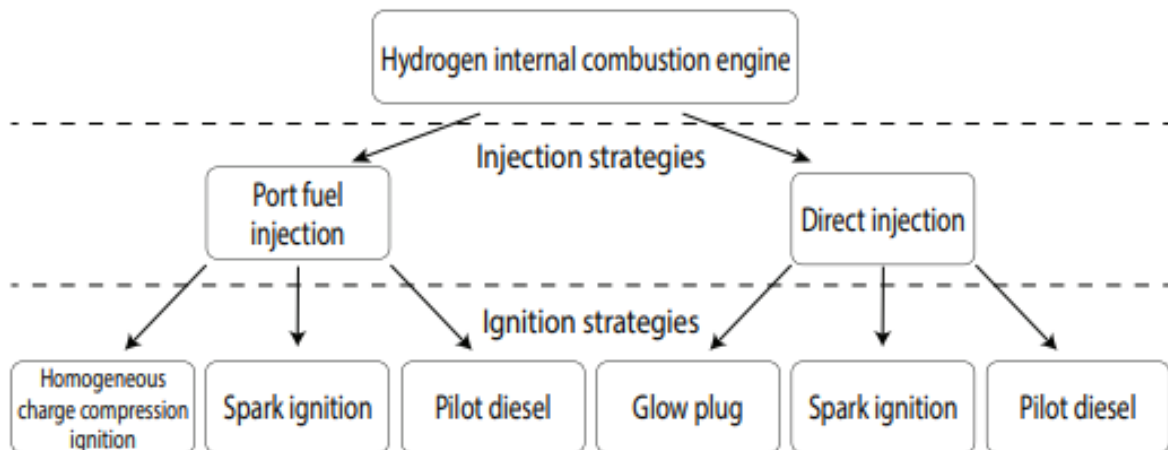 Hydrogen internal combustion engine
Injection strategies
Port fuel
injection
Direct injection
Ignition strategies
Homogeneous
charge compression
ignition
Spark ignition
Pilot diesel
Glow plug
Spark ignition
Pilot diesel